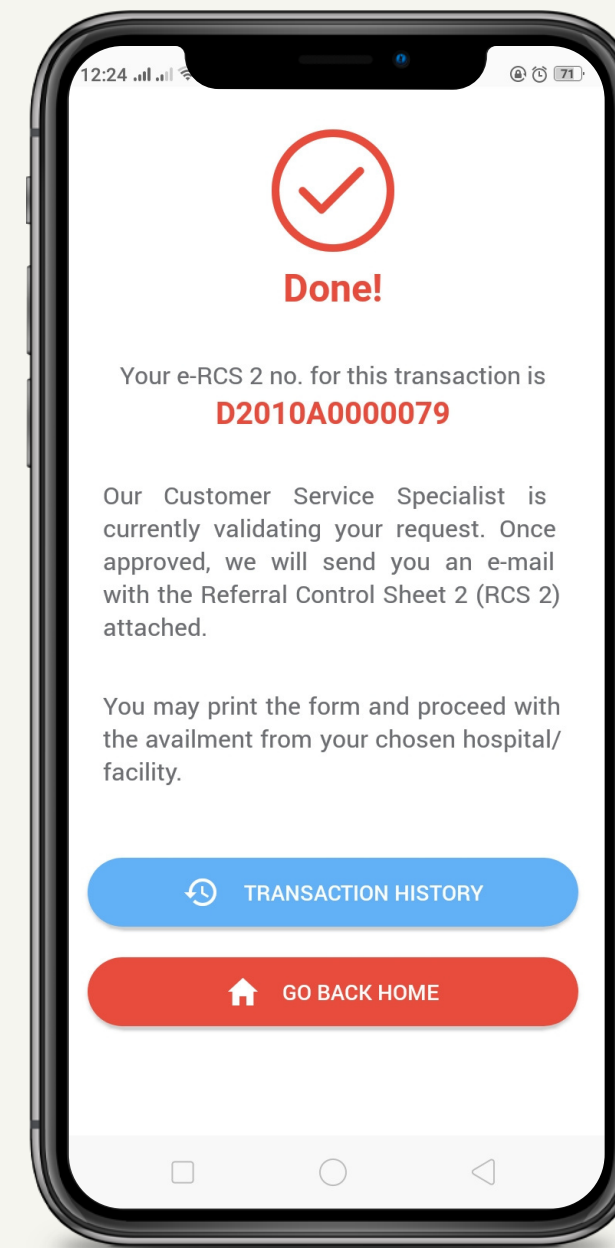 12:24
71
Done!
Your e-RCS 2 no. for this transaction is
D2010A0000079
Our Customer Service Specialist is
currently validating your request. Once
approved, we will send you an e-mail
with the Referral Control Sheet 2 (RCS 2)
attached.
You may print the form and proceed with
the availment from your chosen hospital/
facility.
TRANSACTION HISTORY
GO BACK HOME